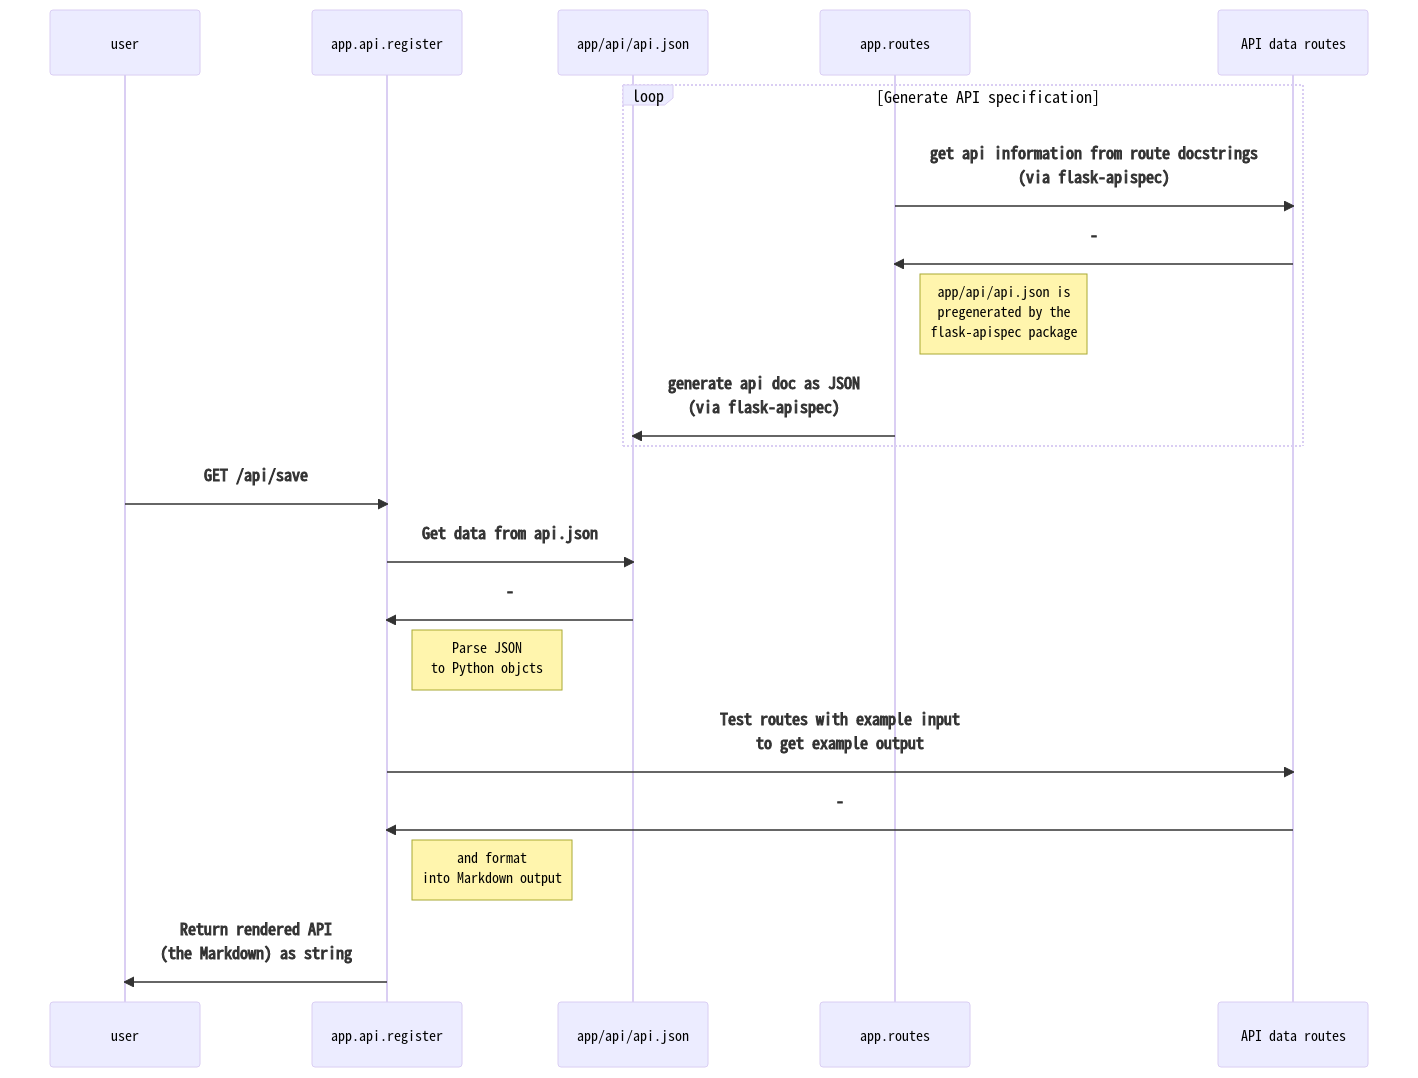 user
app.api.register
app/api/api.json
app.routes
API data routes
loop
[Generate API specification]
get api information from route docstrings
(via flask-apispec)
-
app/api/api.json is
pregenerated by the
flask-apispec package
generate api doc as JSON
(via flask-apispec)
GET /api/save
Get data from api.json
-
Parse JSON
to Python objcts
Test routes with example input
to get example output
-
and format
into Markdown output
Return rendered API
(the Markdown) as string
user
app.api.register
app/api/api.json
app.routes
API data routes